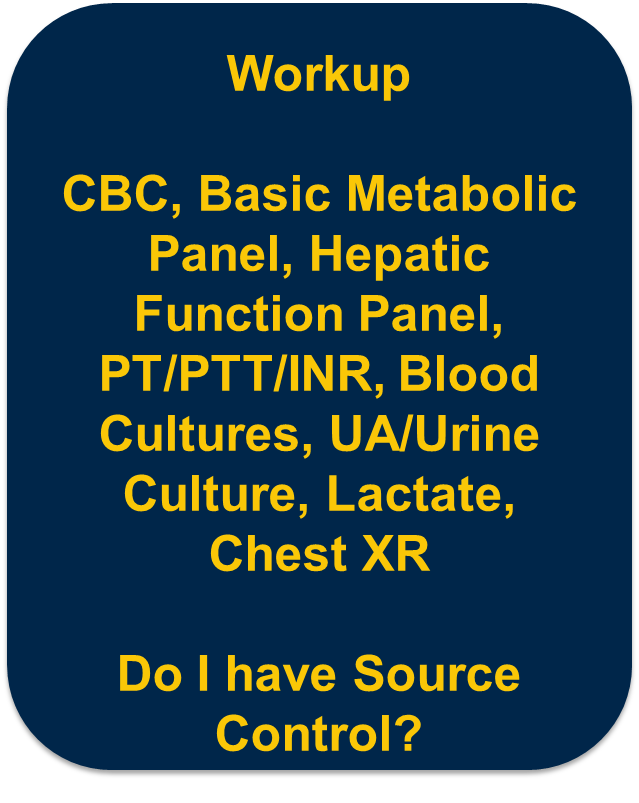 Workup
CBC, Basic Metabolic
Panel, Hepatic
Function Panel,
PT/PTT/INR, Blood
Cultures, UA/Urine
Culture, Lactate,
Chest XR
Do I have Source
Control?